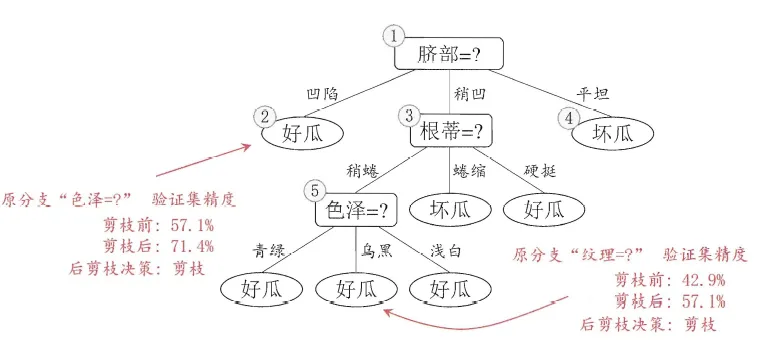 ①
脐部=?
凹陷 稍凹 平坦
② 好瓜 ③ 根蒂=? ④ 坏瓜
稍蜷 蜷缩 硬挺
原分支“色泽=?” 验证集精度
剪枝前: 57.1%
剪枝后: 71.4%
后剪枝决策: 剪枝
⑤ 色泽=? 坏瓜 好瓜
青绿 乌黑 浅白
好瓜 好瓜 好瓜
原分支“纹理=?” 验证集精度
剪枝前: 42.9%
剪枝后: 57.1%
后剪枝决策: 剪枝